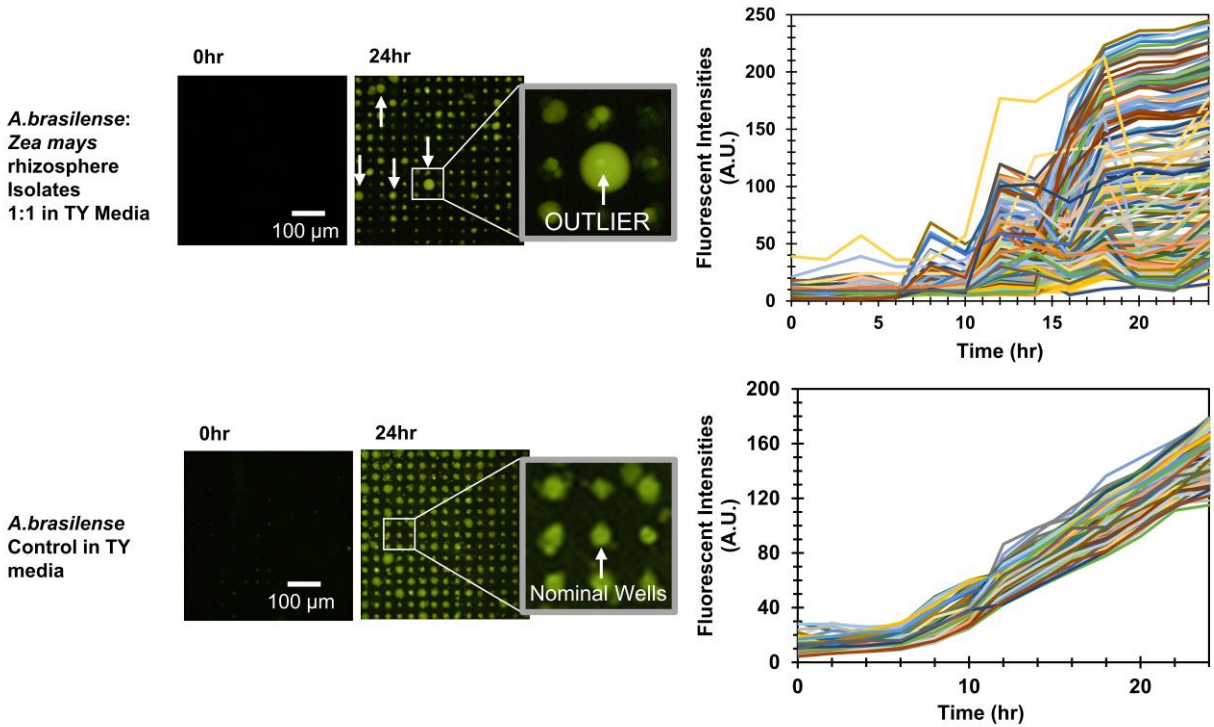 0hr
24hr
A.brasilense:
Zea mays
rhizosphere
Isolates
1:1 in TY Media
100 µm
OUTLIER
Fluorescent Intensities
(A.U.)
250
200
150
100
50
0
0
5
10
15
20
Time (hr)
0hr
24hr
A.brasilense
Control in TY
media
100 µm
Nominal Wells
Fluorescent Intensities
(A.U.)
200
160
120
80
40
0
0
10
20
Time (hr)